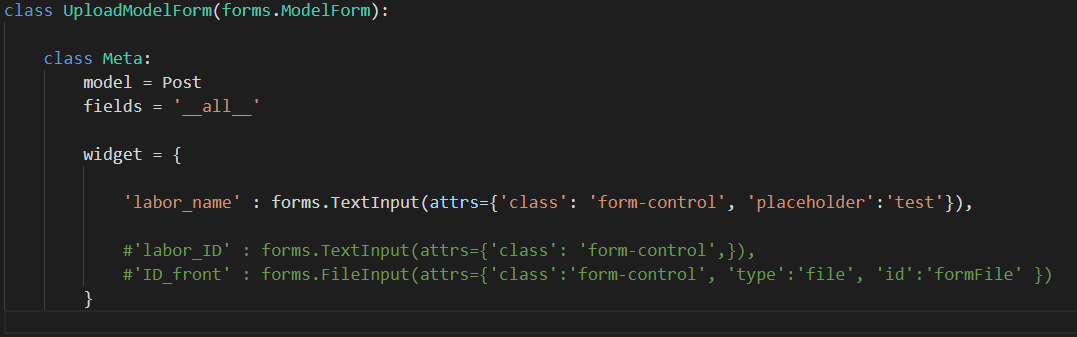 class UploadModelForm(forms.ModelForm):
class Meta:
model = Post
fields = '__all__'
widget = {
'labor_name' : forms.TextInput(attrs={'class': 'form-control', 'placeholder':'test'}),
#'labor_ID' : forms.TextInput(attrs={'class': 'form-control',}),
#'ID_front' : forms.FileInput(attrs={'class':'form-control', 'type':'file', 'id':'formFile' })
}